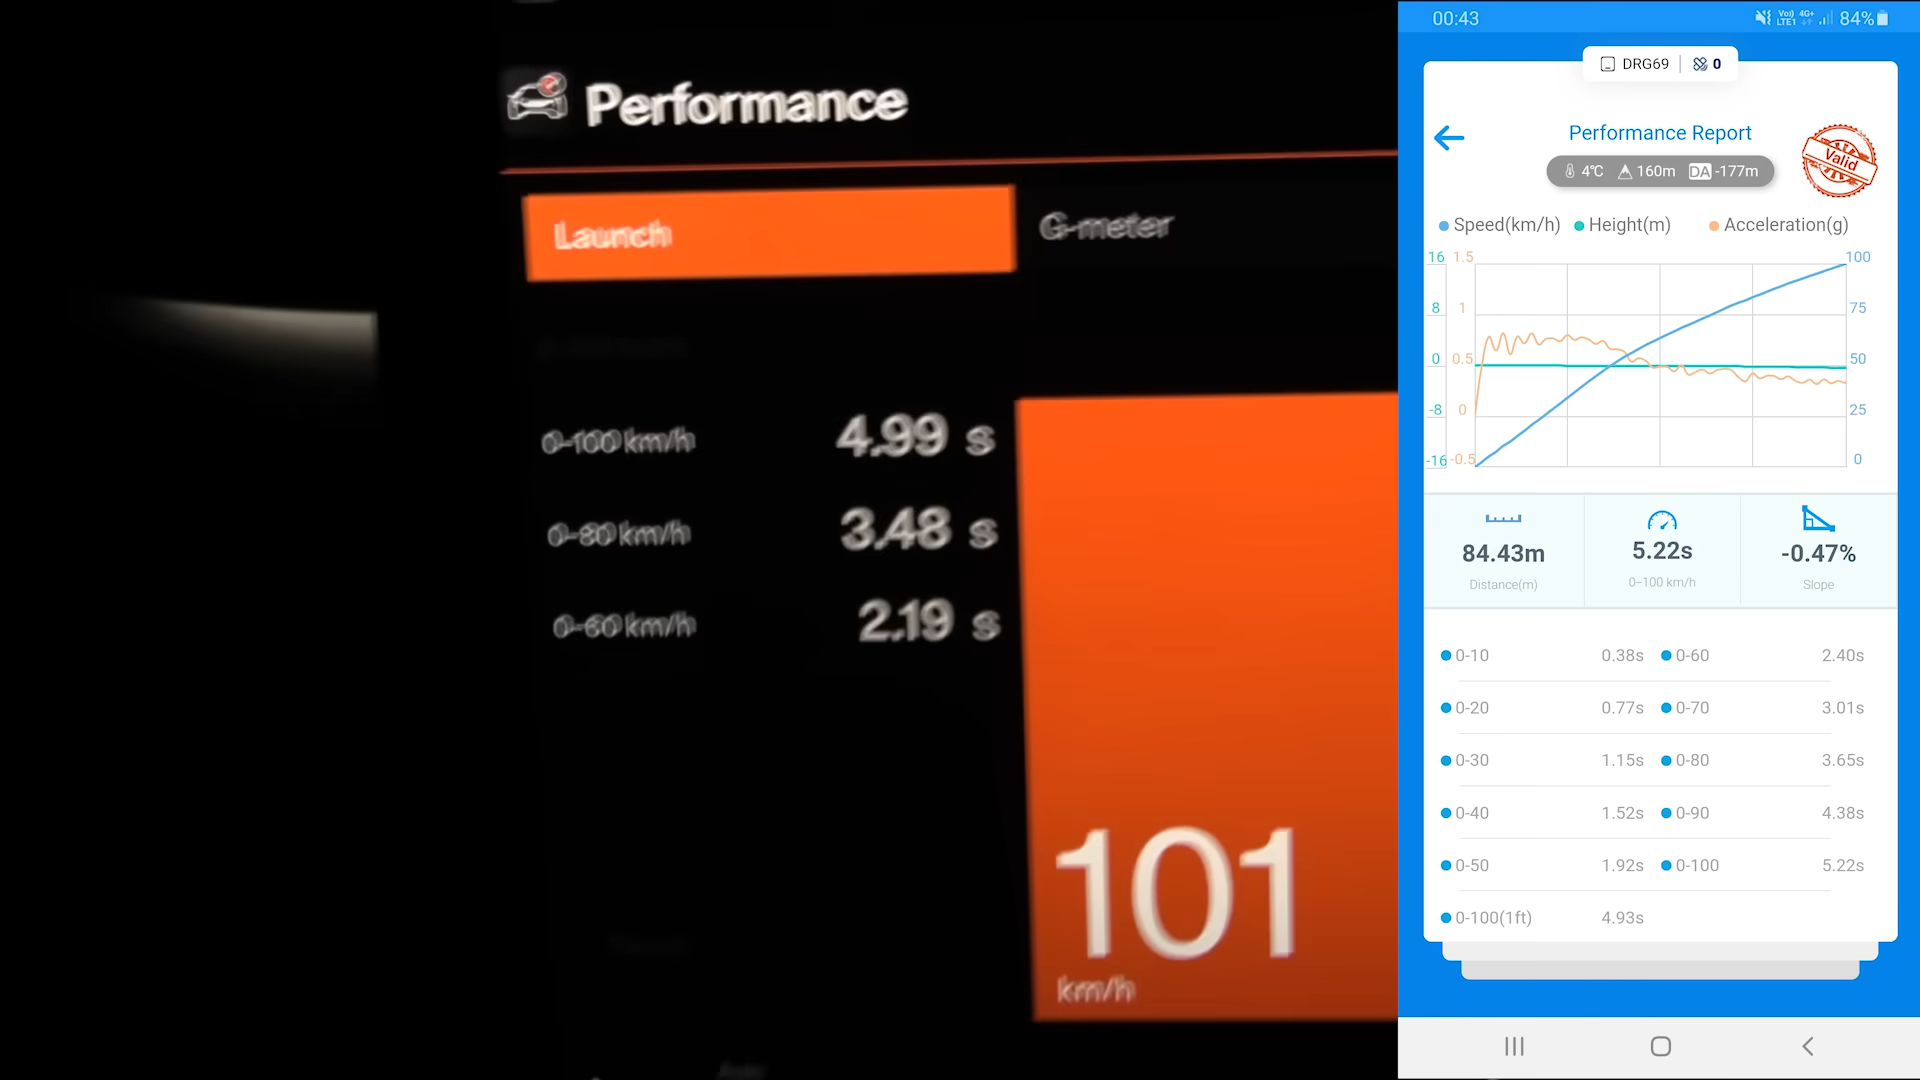 Performance
Launch
G-meter
0-100 km/h 4.99 s
0-80 km/h 3.48 s
0-60 km/h 2.19 s
101
km/h
00:43
Vo)) 4G+
LTE1
84%
DRG69 0
Performance Report
4℃ 160m DA -177m
Valid
Speed(km/h) Height(m) Acceleration(g)
16 1.5 100
8 1 75
0 0.5 50
-8 0 25
-16 -0.5 0
84.43m 5.22s -0.47%
Distance(m) 0-100 km/h Slope
0-10 0.38s 0-60 2.40s
0-20 0.77s 0-70 3.01s
0-30 1.15s 0-80 3.65s
0-40 1.52s 0-90 4.38s
0-50 1.92s 0-100 5.22s
0-100(1ft) 4.93s